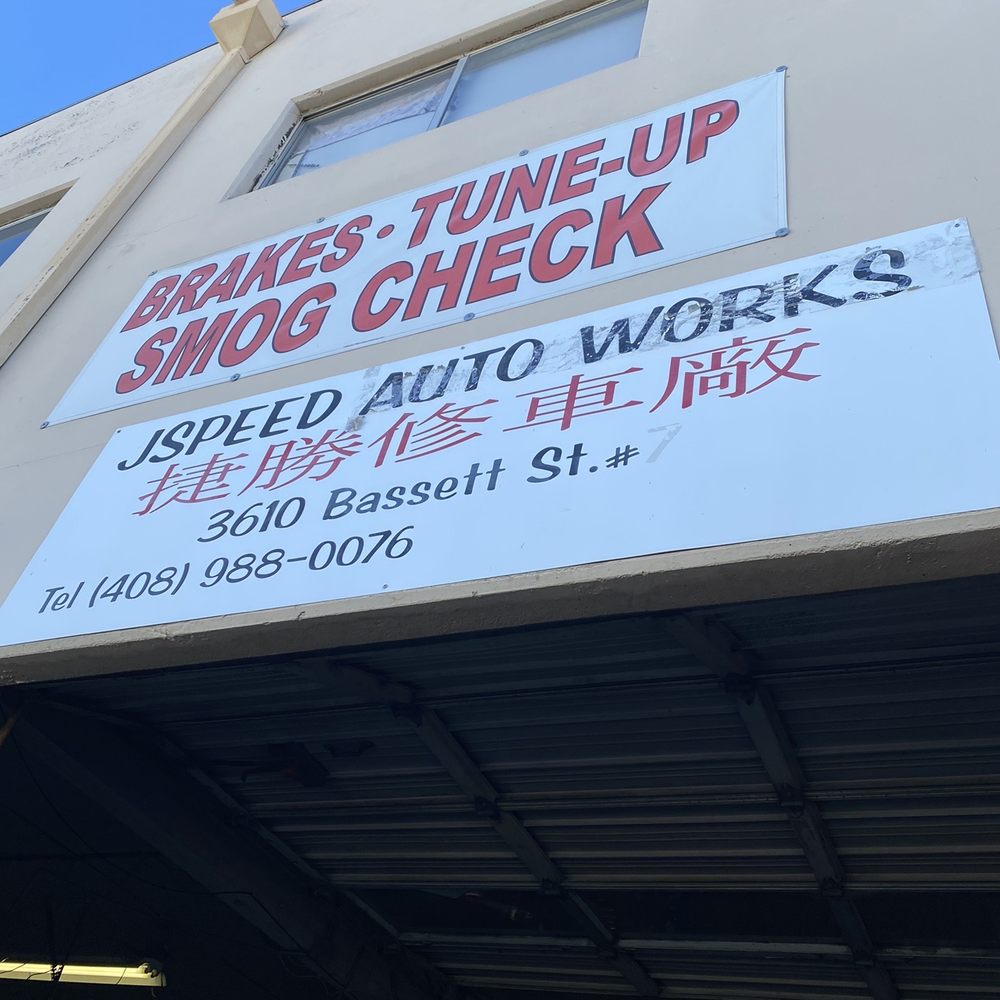 BRAKES · TUNE-UP
SMOG CHECK
JSPEED AUTO WORKS
捷勝修車廠
3610 Bassett St. #7
Tel (408) 988-0076